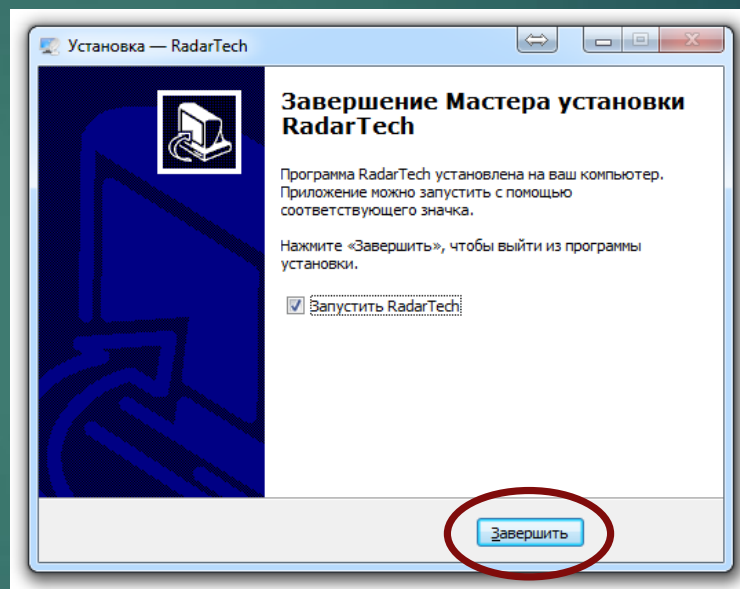 Установка — RadarTech
Завершение Мастера установки
RadarTech
Программа RadarTech установлена на ваш компьютер.
Приложение можно запустить с помощью
соответствующего значка.
Нажмите «Завершить», чтобы выйти из программы
установки.
Запустить RadarTech
Завершить